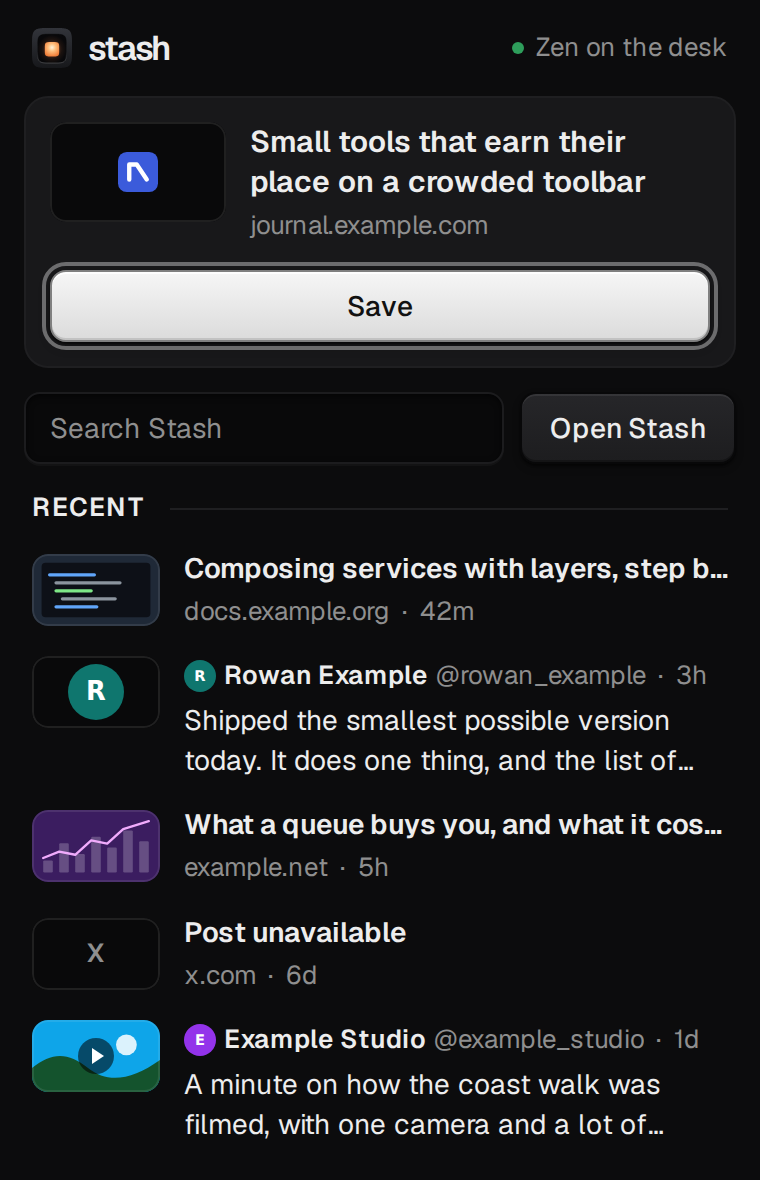 stash
Zen on the desk
Small tools that earn their
place on a crowded toolbar
journal.example.com
Save
Search Stash
Open Stash
RECENT
Composing services with layers, step b…
docs.example.org · 42m
R
R Rowan Example @rowan_example · 3h
Shipped the smallest possible version
today. It does one thing, and the list of…
What a queue buys you, and what it cos…
example.net · 5h
X
Post unavailable
x.com · 6d
E Example Studio @example_studio · 1d
A minute on how the coast walk was
filmed, with one camera and a lot of…